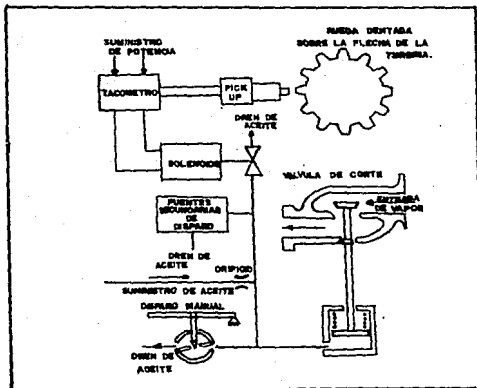 SUMINISTRO
DE POTENCIA
RUEDA DENTADA
SOBRE LA FLECHA DE LA
TURBINA.
TACOMETRO
PICK
UP
DREN DE
ACEITE
SOLENOIDE
VALVULA DE CORTE
ENTRADA
DE VAPOR
FUENTES
SECUNDARIAS
DE
DISPARO
DREN DE
ACEITE
ORIFICIO
SUMINISTRO DE ACEITE
DISPARO MANUAL
DREN DE
ACEITE